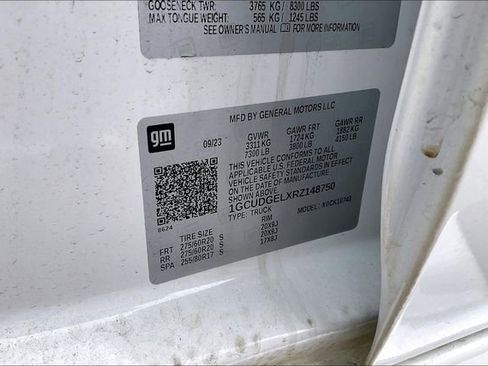 GOOSENECK TWR: 3765 KG / 8300 LBS
MAX TONGUE WEIGHT: 565 KG / 1245 LBS
SEE OWNER'S MANUAL FOR MORE INFORMATION
gm
MFD BY GENERAL MOTORS LLC
09/23 GVWR GAWR FRT GAWR RR
3311 KG 1724 KG 1882 KG
7300 LB 3800 LB 4150 LB
THIS VEHICLE CONFORMS TO ALL APPLICABLE
U.S. FEDERAL MOTOR VEHICLE SAFETY STANDARDS IN EFFECT
ON THE DATE OF MANUFACTURE SHOWN ABOVE.
1GCUDGELXRZ148750
TYPE: TRUCK MODEL: K0CK10743
8624
TIRE SIZE RIM
FRT 275/60R20 S 20X9J
RR 275/60R20 S 20X9J
SPA 255/80R17 S 17X8J